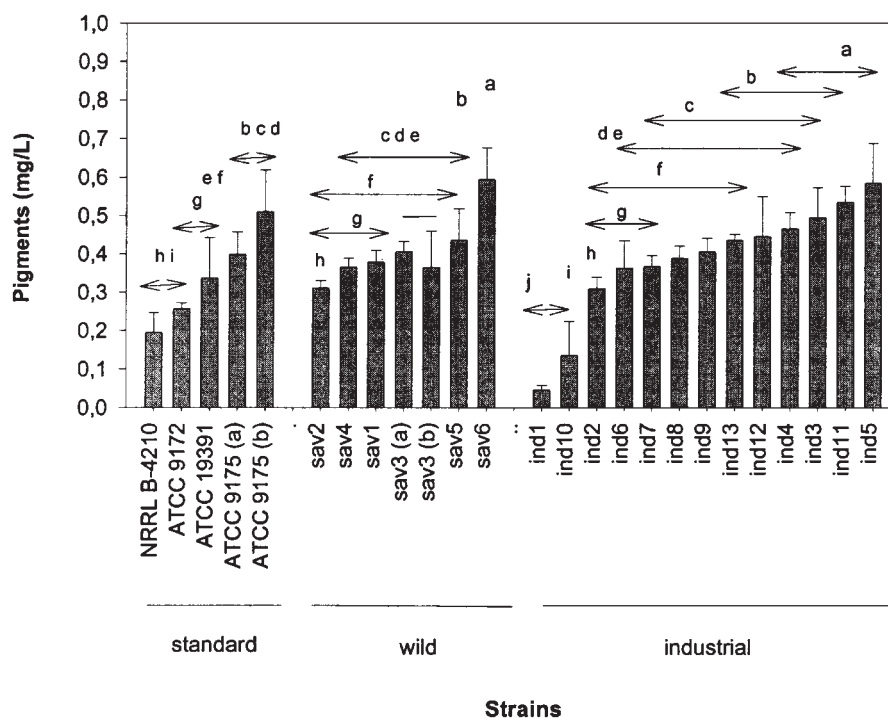 1,0
0,9
0,8
0,7
0,6
0,5
0,4
0,3
0,2
0,1
0,0
Pigments (mg/L)
a
b
a
b
c
b c d
c d e
d e
e f
f
f
g
g
g
h i
h
h
j
i
NRRL B-4210
ATCC 9172
ATCC 19391
ATCC 9175 (a)
ATCC 9175 (b)
.
sav2
sav4
sav1
sav3 (a)
sav3 (b)
sav5
sav6
..
ind1
ind10
ind2
ind6
ind7
ind8
ind9
ind13
ind12
ind4
ind3
ind11
ind5
standard
wild
industrial
Strains